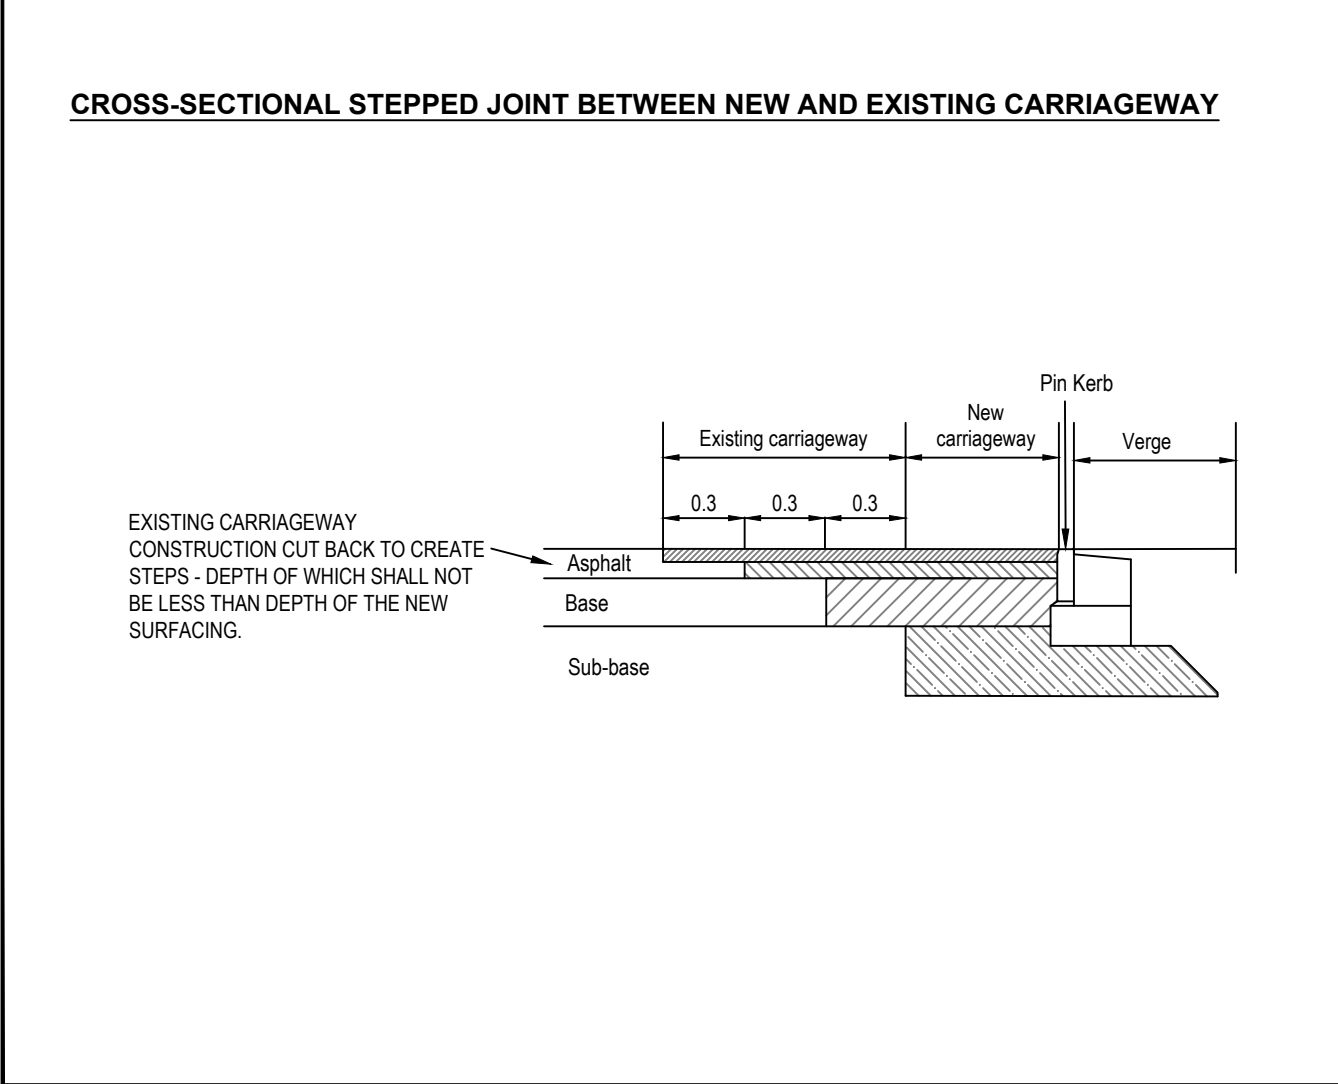 CROSS-SECTIONAL STEPPED JOINT BETWEEN NEW AND EXISTING CARRIAGEWAY
Pin Kerb
New
carriageway
Existing carriageway
Verge
0.3
0.3
0.3
EXISTING CARRIAGEWAY
CONSTRUCTION CUT BACK TO CREATE
STEPS - DEPTH OF WHICH SHALL NOT
BE LESS THAN DEPTH OF THE NEW
SURFACING.
Asphalt
Base
Sub-base